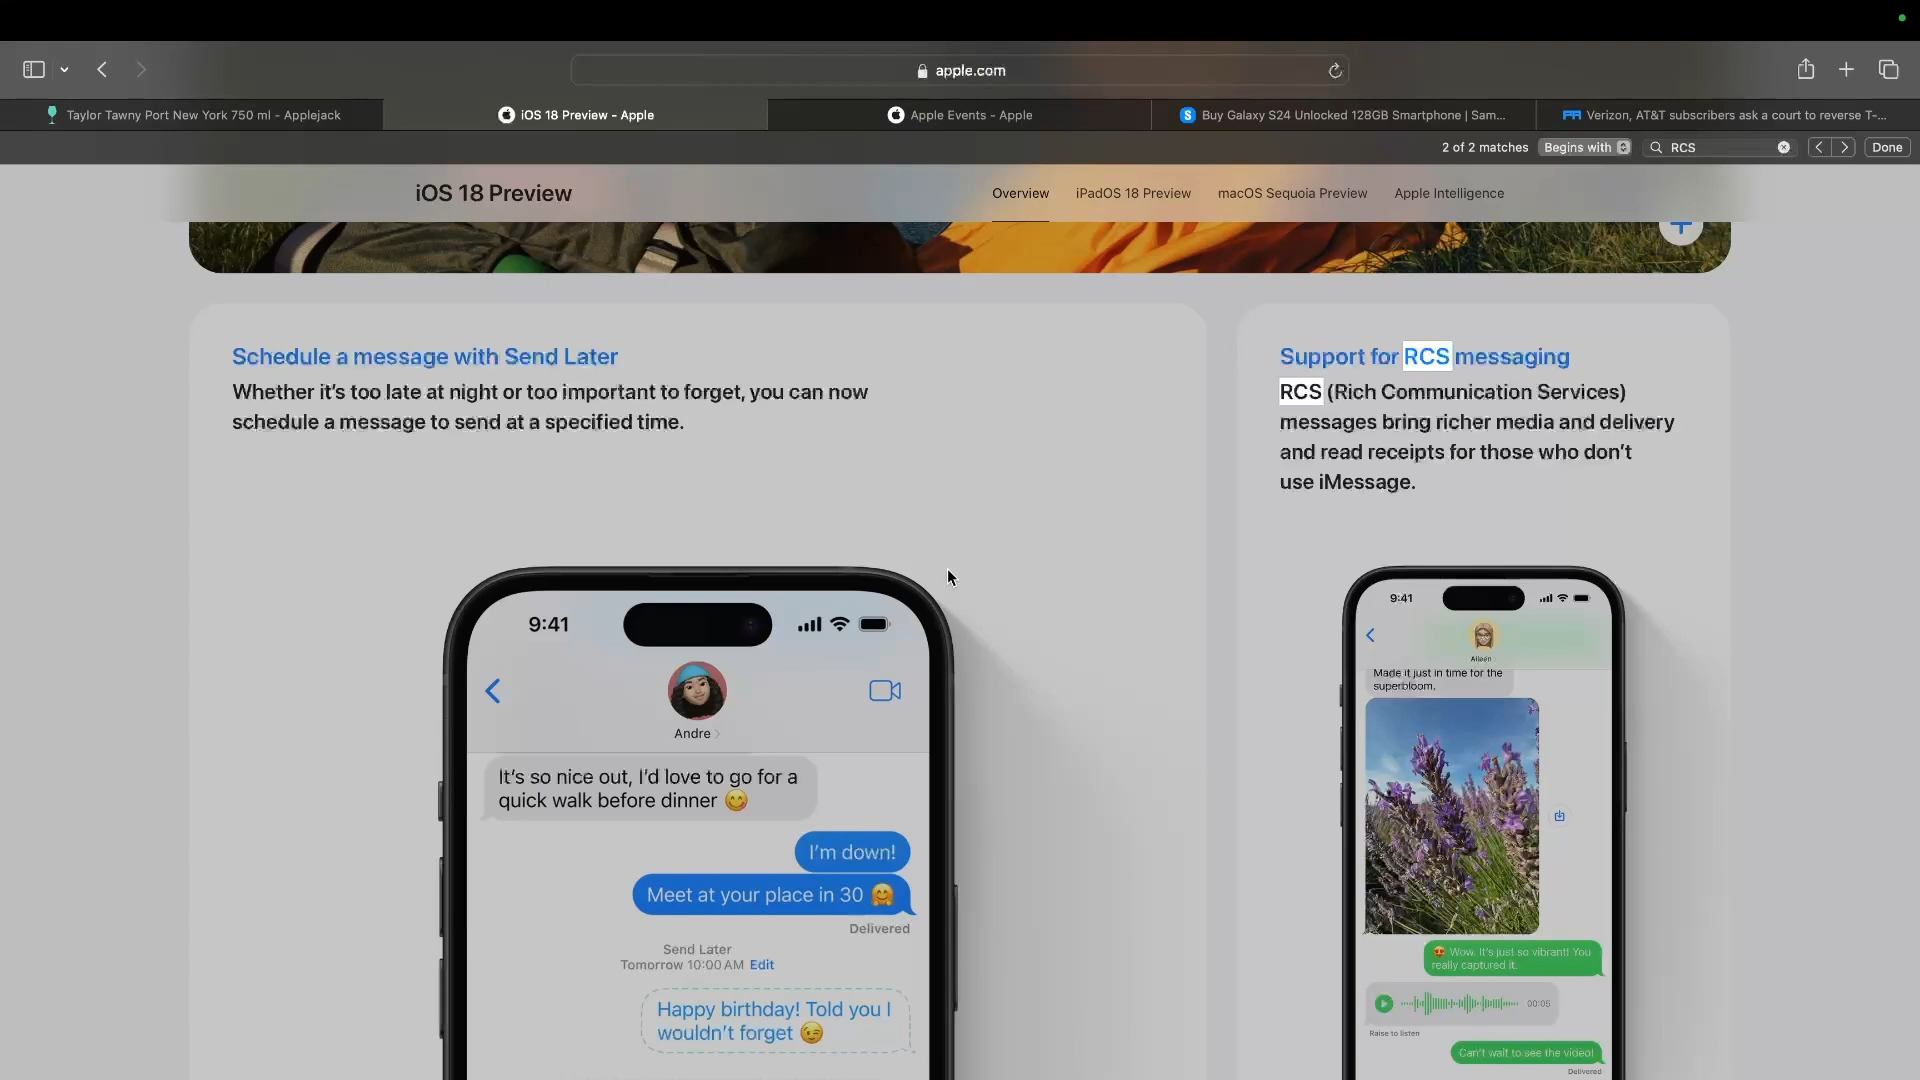 apple.com
Taylor Tawny Port New York 750 ml - Applejack
iOS 18 Preview - Apple
Apple Events - Apple
S Buy Galaxy S24 Unlocked 128GB Smartphone | Sam...
Verizon, AT&T subscribers ask a court to reverse T-...
2 of 2 matches
Begins with
RCS
Done
iOS 18 Preview
Overview
iPadOS 18 Preview
macOS Sequoia Preview
Apple Intelligence
Schedule a message with Send Later
Whether it’s too late at night or too important to forget, you can now
schedule a message to send at a specified time.
9:41
Andre
It’s so nice out, I’d love to go for a
quick walk before dinner 😋
I’m down!
Meet at your place in 30 🤗
Delivered
Send Later
Tomorrow 10:00 AM Edit
Happy birthday! Told you I
wouldn’t forget 😉
Support for RCS messaging
RCS (Rich Communication Services)
messages bring richer media and delivery
and read receipts for those who don’t
use iMessage.
9:41
Aileen
Made it just in time for the
superbloom.
😍 Wow. It’s just so vibrant! You
really captured it.
00:05
Raise to listen
Can’t wait to see the video!
Delivered